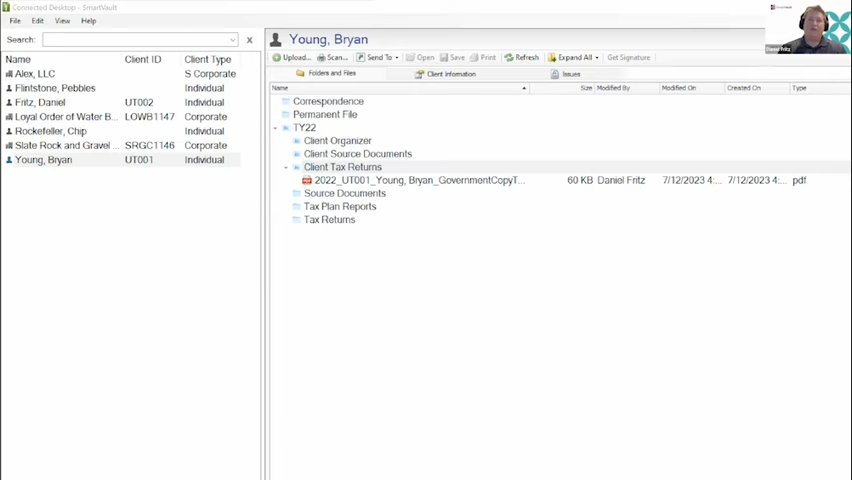 Connected Desktop - SmartVault
File Edit View Help
Search: X
Name Client ID Client Type
Alex, LLC S Corporate
Flintstone, Pebbles Individual
Fritz, Daniel UT002 Individual
Loyal Order of Water B... LOWB1147 Corporate
Rockefeller, Chip Individual
Slate Rock and Gravel ... SRGC1146 Corporate
Young, Bryan UT001 Individual
Young, Bryan
Upload... Scan... Send To Open Save Print Refresh Expand All Get Signature
Folders and Files Client Information Issues
Name Size Modified By Modified On Created On Type
Correspondence
Permanent File
TY22
Client Organizer
Client Source Documents
Client Tax Returns
2022_UT001_Young, Bryan_GovernmentCopyT... 60 KB Daniel Fritz 7/12/2023 4:... 7/12/2023 4:... pdf
Source Documents
Tax Plan Reports
Tax Returns
Fritz